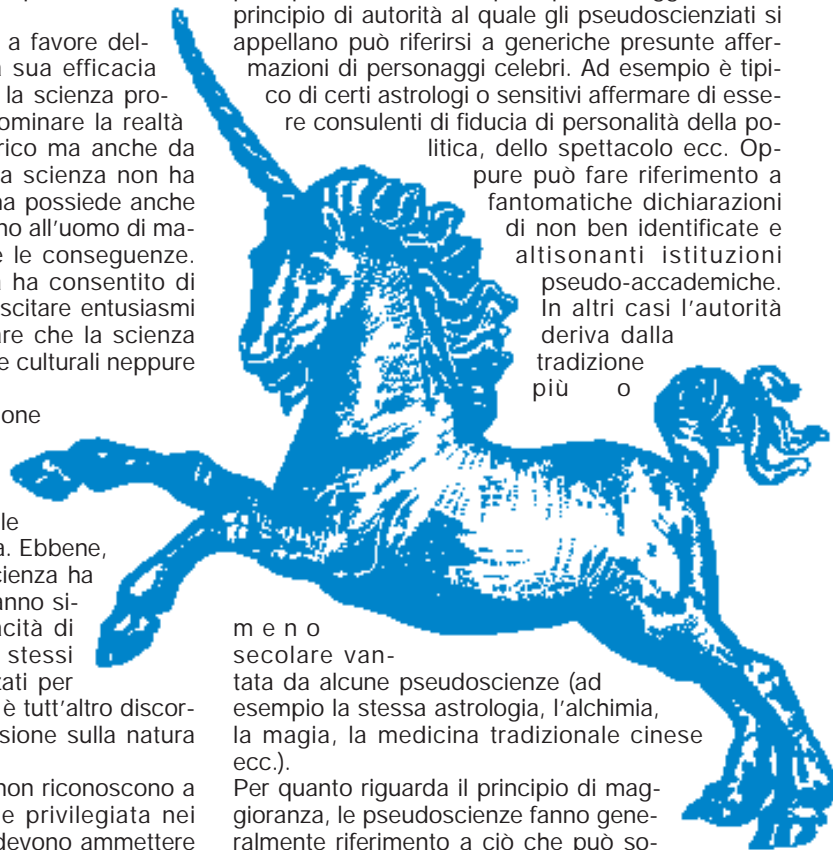 a favore del-
sua efficacia
la scienza pro-
ominare la realtà
rico ma anche da
a scienza non ha
na possiede anche
no all'uomo di ma-
e le conseguenze.
a ha consentito di
scitare entusiasmi
are che la scienza
e culturali neppure
one
le
a. Ebbene,
cienza ha
anno si-
acità di
stessi
ati per
è tutt'altro discor-
sione sulla natura
non riconoscono a
e privilegiata nei
devono ammettere
principio di autorità al quale gli pseudoscienziati si
appellano può riferirsi a generiche presunte affer-
mazioni di personaggi celebri. Ad esempio è tipi-
co di certi astrologi o sensitivi affermare di esse-
re consulenti di fiducia di personalità della po-
litica, dello spettacolo ecc. Op-
pure può fare riferimento a
fantomatiche dichiarazioni
di non ben identificate e
altisonanti istituzioni
pseudo-accademiche.
In altri casi l'autorità
deriva dalla
tradizione
più o
meno
secolare van-
tata da alcune pseudoscienze (ad
esempio la stessa astrologia, l'alchimia,
la magia, la medicina tradizionale cinese
ecc.).
Per quanto riguarda il principio di mag-
gioranza, le pseudoscienze fanno gene-
ralmente riferimento a ciò che può so-